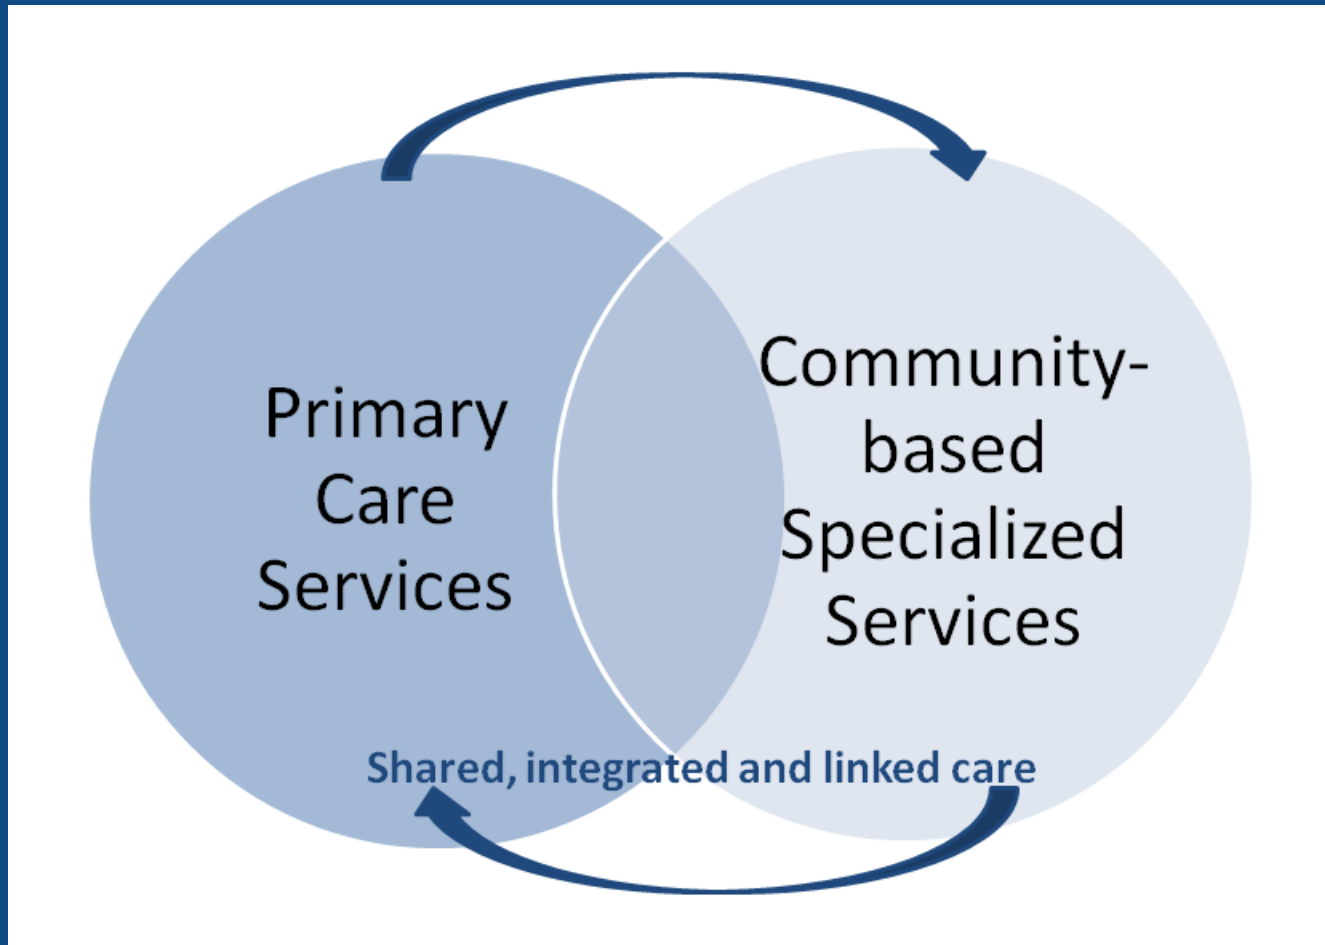 Primary
Care
Services
Community-
based
Specialized
Services
Shared, integrated and linked care